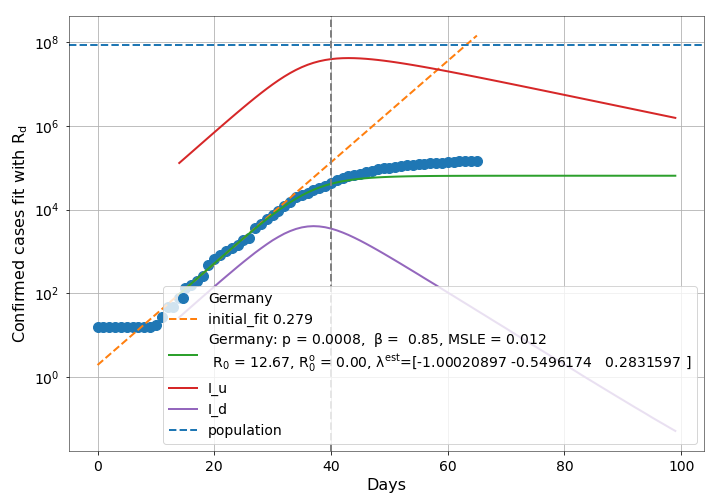 Confirmed cases fit with R_d
10^8
10^6
10^4
10^2
10^0
Germany
initial_fit 0.279
Germany: p = 0.0008,  β =  0.85, MSLE = 0.012
R_0 = 12.67, R_0^o = 0.00, λ^est=[-1.00020897 -0.5496174   0.2831597 ]
I_u
I_d
population
0 20 40 60 80 100
Days